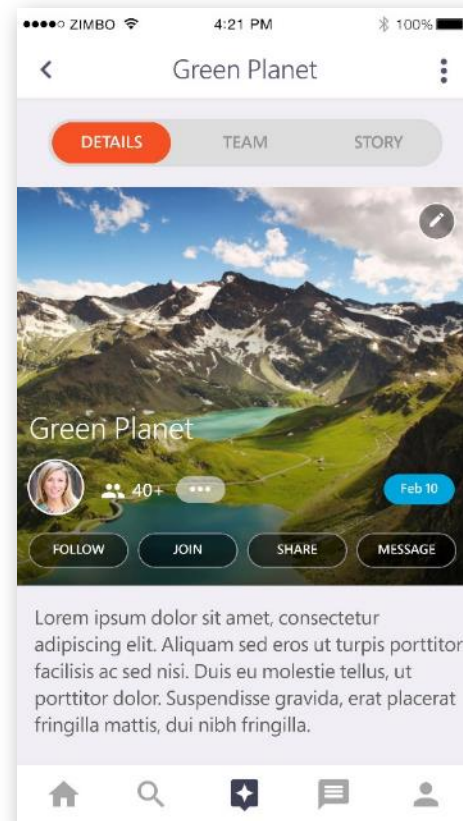 ZIMBO 4:21 PM 100%
Green Planet
DETAILS TEAM STORY
Green Planet
40+ Feb 10
FOLLOW JOIN SHARE MESSAGE
Lorem ipsum dolor sit amet, consectetur
adipiscing elit. Aliquam sed eros ut turpis porttitor
facilisis ac sed nisi. Duis eu molestie tellus, ut
porttitor dolor. Suspendisse gravida, erat placerat
fringilla mattis, dui nibh fringilla.